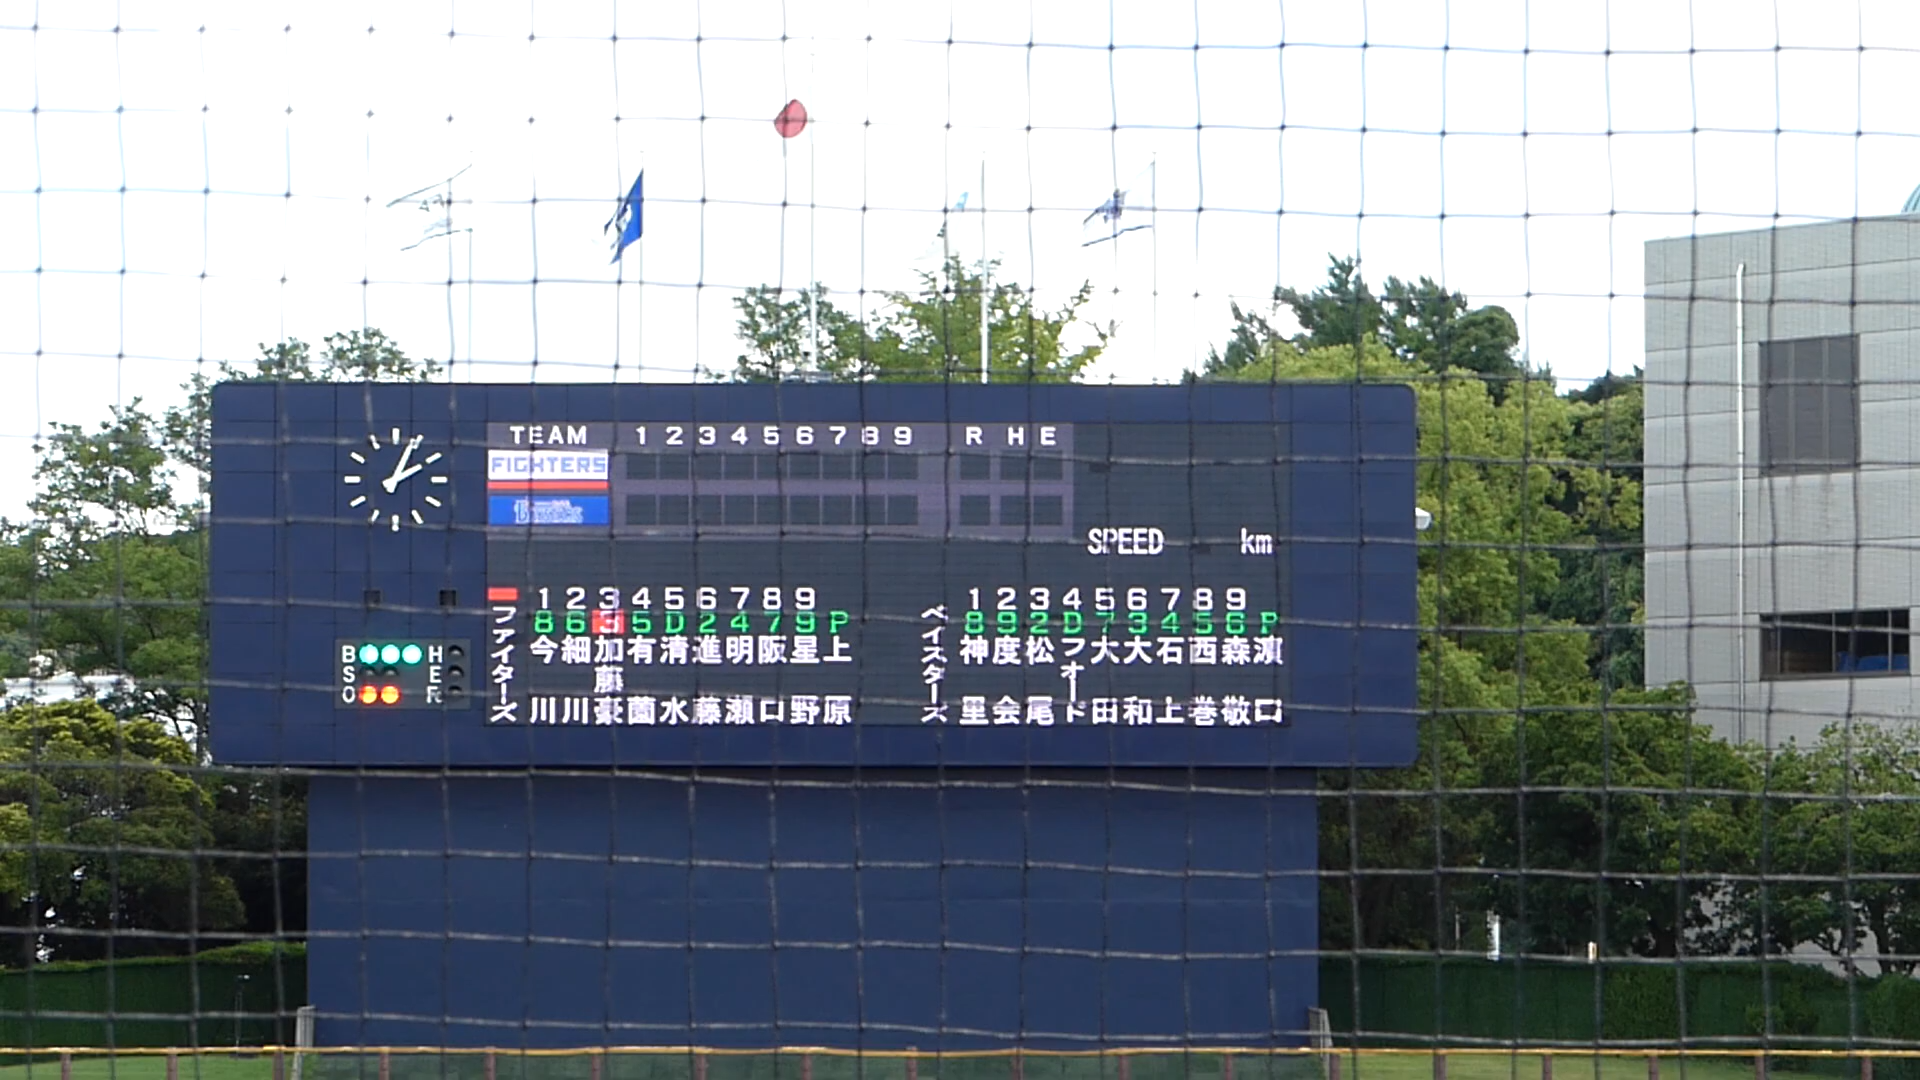 TEAM 1 2 3 4 5 6 7 8 9 R H E
FIGHTERS
SPEED km
B H
S E
O R
ファイターズ
1 2 3 4 5 6 7 8 9
8 6 3 5 D 2 4 7 9 P
今川
細川
加藤豪
有薗
清水
進藤
明瀬
阪口
星野
上原
ベイスターズ
1 2 3 4 5 6 7 8 9
8 9 2 D 7 3 4 5 6 P
神里
度会
松尾
フォード
大田
大和
石上
西巻
森敬
濵口